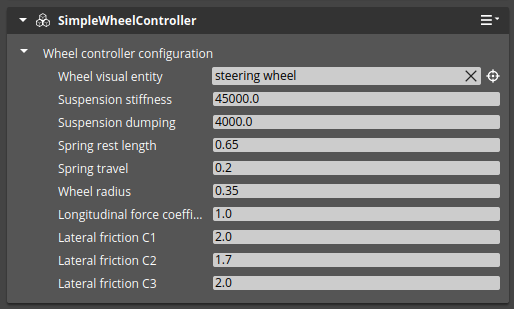 SimpleWheelController
Wheel controller configuration
Wheel visual entity steering wheel
Suspension stiffness 45000.0
Suspension dumping 4000.0
Spring rest length 0.65
Spring travel 0.2
Wheel radius 0.35
Longitudinal force coeffi... 1.0
Lateral friction C1 2.0
Lateral friction C2 1.7
Lateral friction C3 2.0